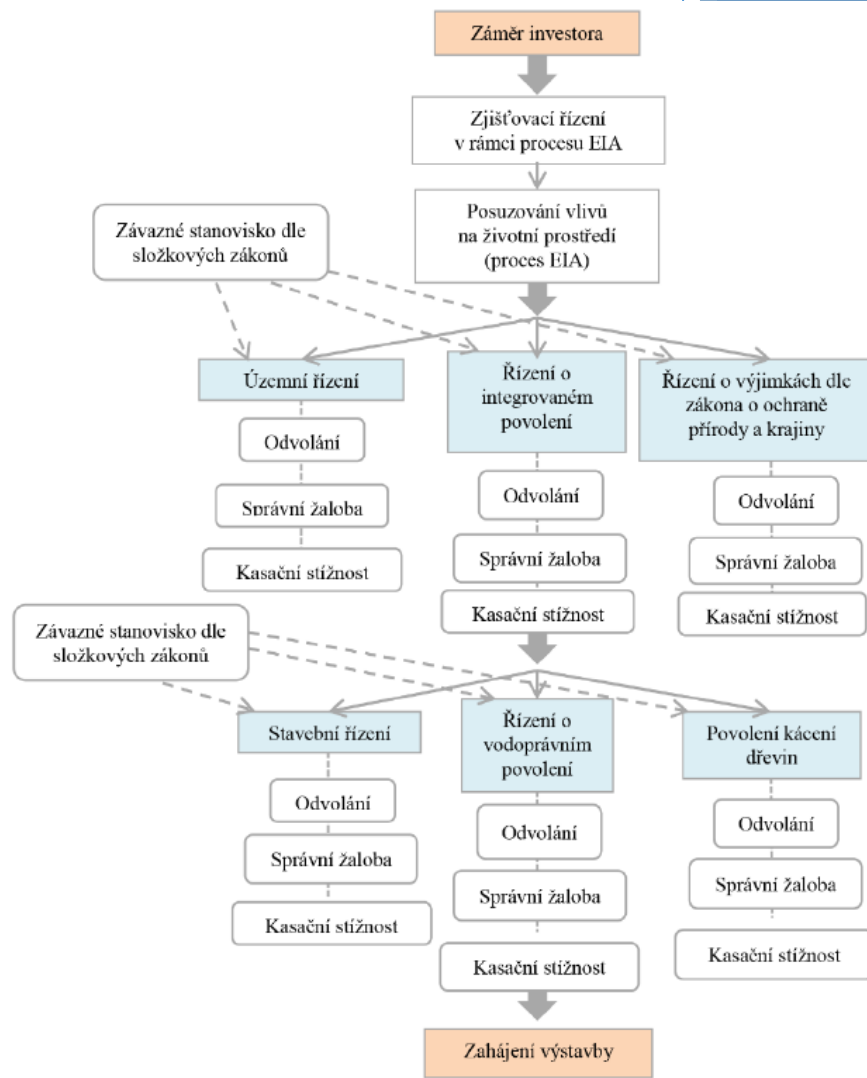 Záměr investora
Zjišťovací řízení
v rámci procesu EIA
Posuzování vlivů
na životní prostředí
(proces EIA)
Závazné stanovisko dle
složkových zákonů
Územní řízení
Odvolání
Správní žaloba
Kasační stížnost
Řízení o
integrovaném
povolení
Odvolání
Správní žaloba
Kasační stížnost
Řízení o výjimkách dle
zákona o ochraně
přírody a krajiny
Odvolání
Správní žaloba
Kasační stížnost
Závazné stanovisko dle
složkových zákonů
Stavební řízení
Odvolání
Správní žaloba
Kasační stížnost
Řízení o
vodoprávním
povolení
Odvolání
Správní žaloba
Kasační stížnost
Povolení kácení
dřevin
Odvolání
Správní žaloba
Kasační stížnost
Zahájení výstavby